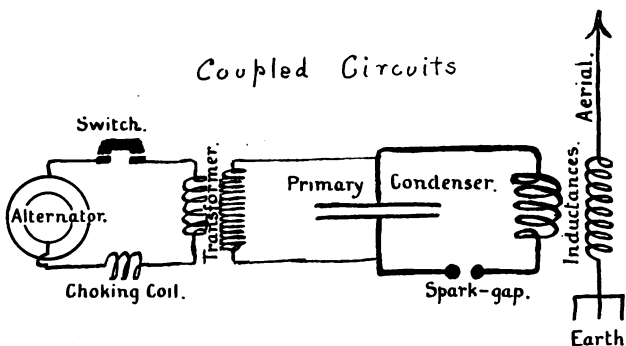 Coupled Circuits
Switch.
Aerial.
Transformer.
Primary Condenser.
Inductances.
Alternator.
Choking Coil.
Spark-gap.
Earth